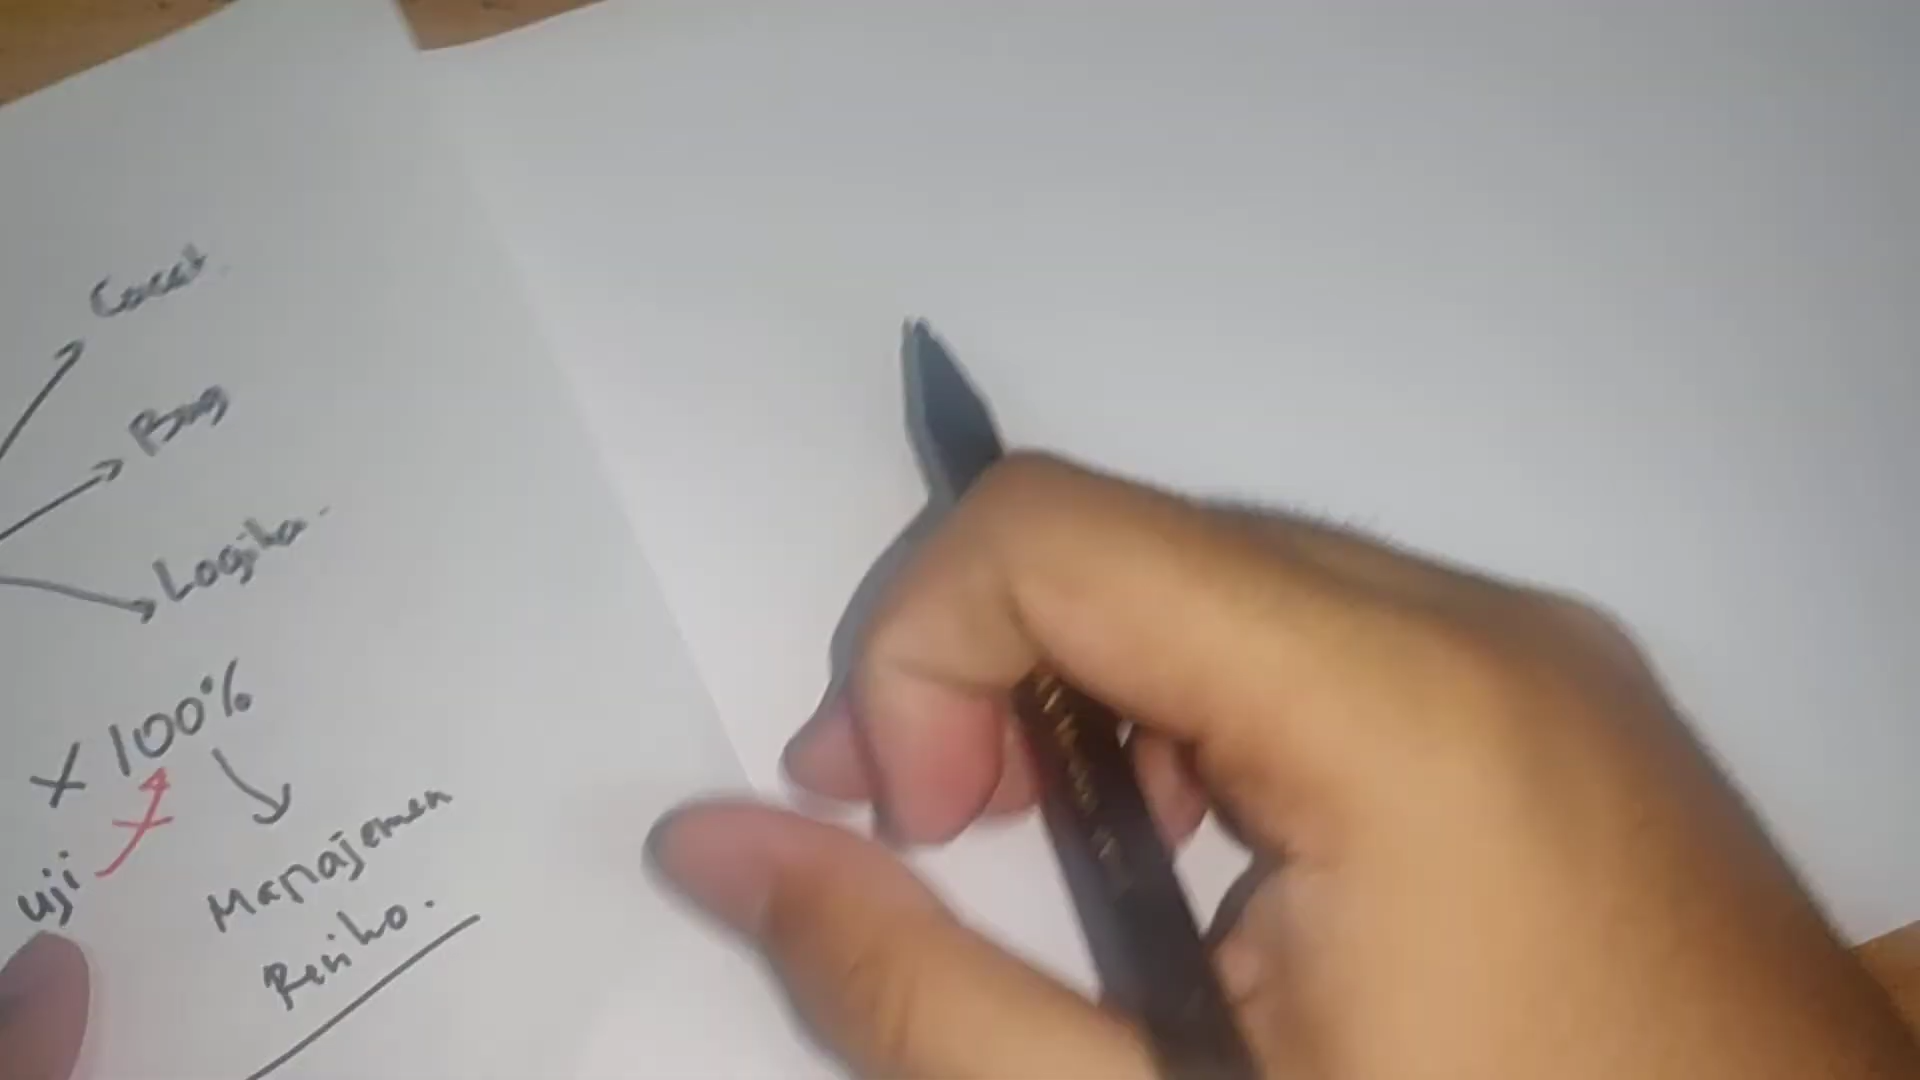 Cacat
Bug
Logika.
X 100%
uji
Manajemen
Resiko.